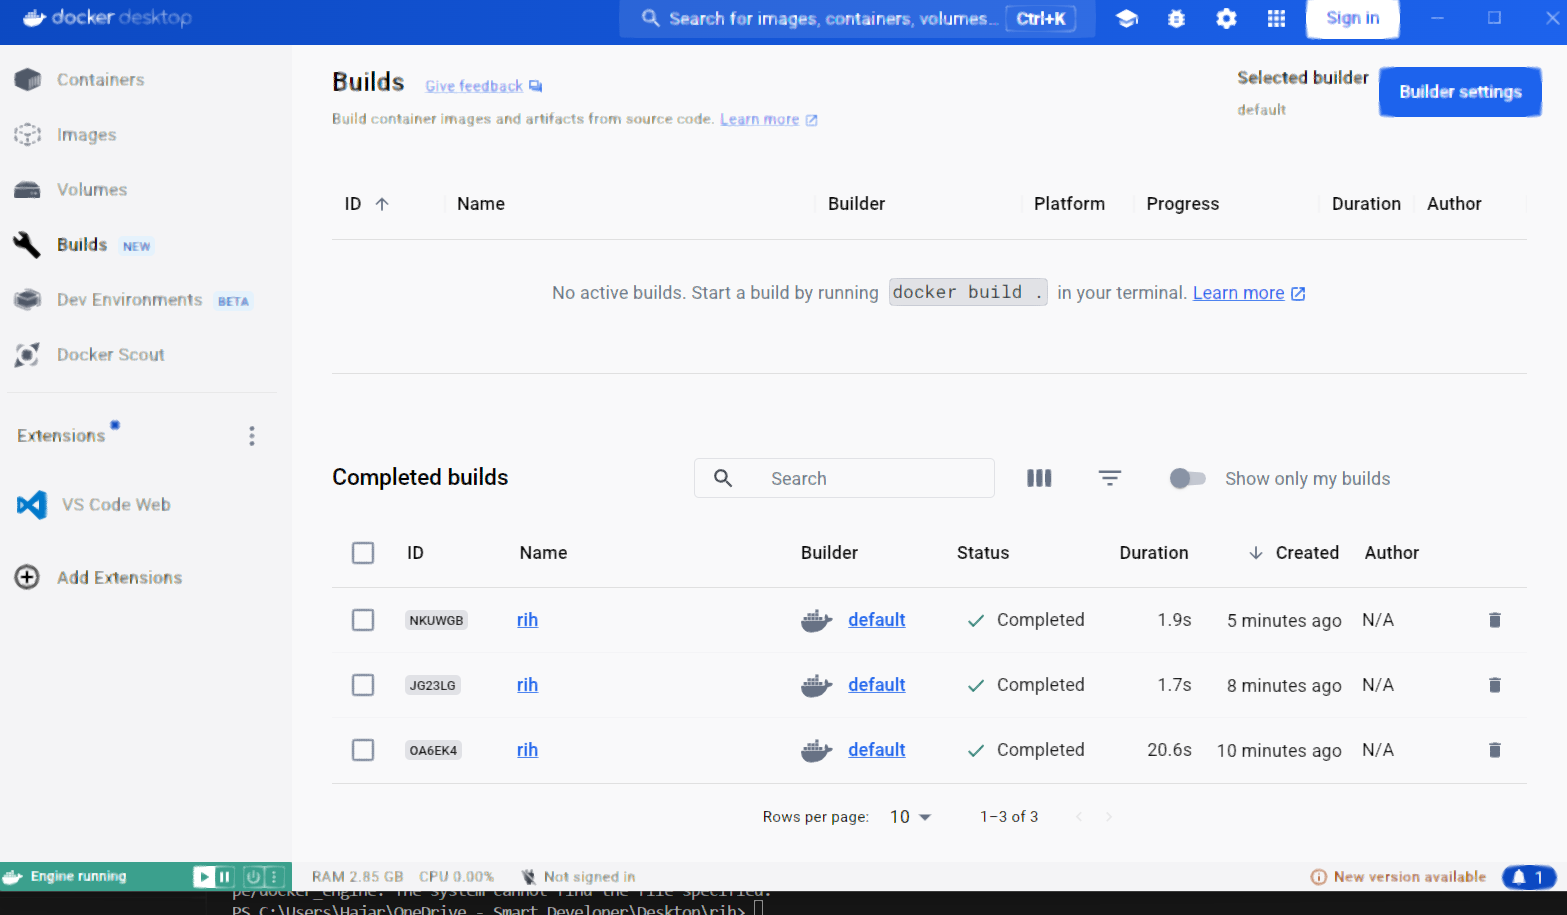 docker desktop
Search for images, containers, volumes... Ctrl+K
Sign in
Containers
Images
Volumes
Builds NEW
Dev Environments BETA
Docker Scout
Extensions
VS Code Web
Add Extensions
Builds Give feedback
Build container images and artifacts from source code. Learn more
Selected builder
default
Builder settings
ID Name Builder Platform Progress Duration Author
No active builds. Start a build by running docker build . in your terminal. Learn more
Completed builds Search Show only my builds
ID Name Builder Status Duration Created Author
NKUWGB rih default Completed 1.9s 5 minutes ago N/A
JG23LG rih default Completed 1.7s 8 minutes ago N/A
OA6EK4 rih default Completed 20.6s 10 minutes ago N/A
Rows per page: 10 1–3 of 3
Engine running RAM 2.85 GB CPU 0.00% Not signed in New version available 1
pe/docker_engine: The system cannot find the file specified.
PS C:\Users\Hajar\OneDrive - Smart Developer\Desktop\rih>